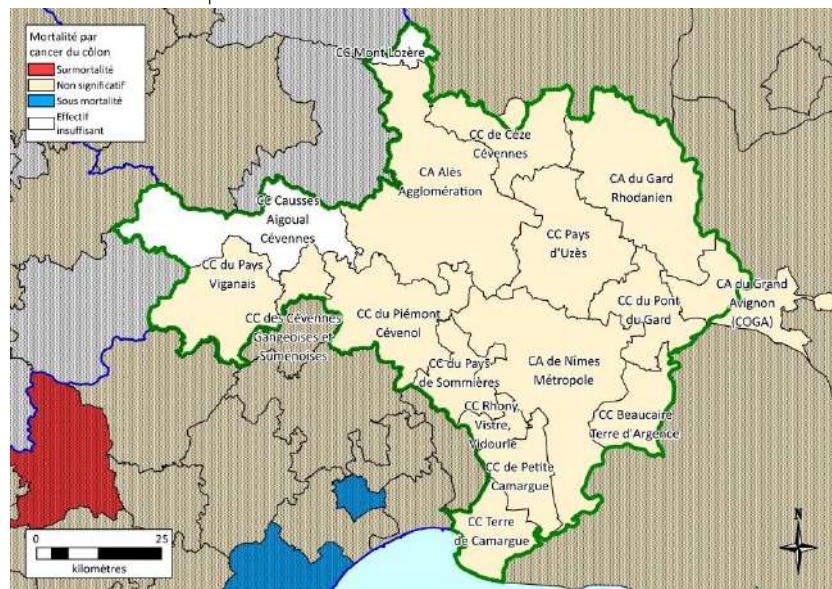 Mortalité par
cancer du côlon
Surmortalité
Non significatif
Sous mortalité
Effectif
insuffisant
CC Mont Lozère
CC de Cèze
Cévennes
CA Alès
Agglomération
CA du Gard
Rhodanien
CC Causses
Aigoual
Cévennes
CC Pays
d'Uzès
CC du Pays
Viganais
CA du Grand
Avignon
(COGA)
CC du Pont
du Gard
CC des Cévennes
Gangeoises et
Suménoises
CC du Piémont
Cévenol
CC du Pays
de Sommières
CA de Nîmes
Métropole
CC Rhony,
Vistre,
Vidourle
CC Beaucaire
Terre d'Argence
CC de Petite
Camargue
CC Terre
de Camargue
N
0 25
kilomètres